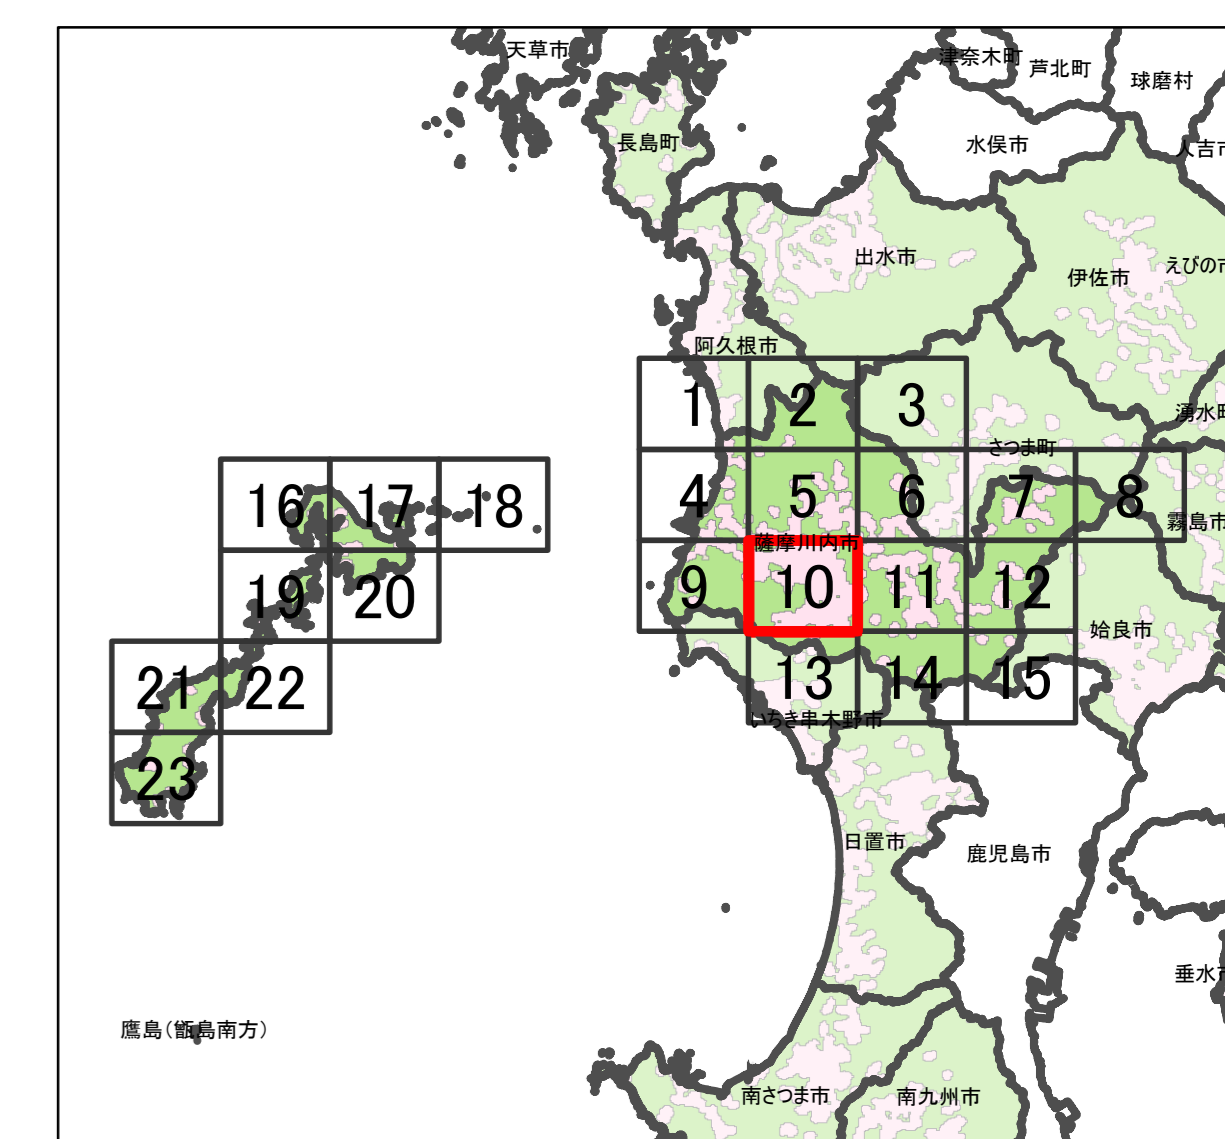 天草市
津奈木町
芦北町
球磨村
長島町
水俣市
人吉市
出水市
伊佐市
えびの市
阿久根市
1
2
3
湧水町
さつま町
4
5
6
7
8
16
17
18
霧島市
薩摩川内市
9
10
11
12
19
20
姶良市
13
14
15
21
22
いちき串木野市
23
日置市
鹿児島市
垂水市
鷹島(甑島南方)
南さつま市
南九州市